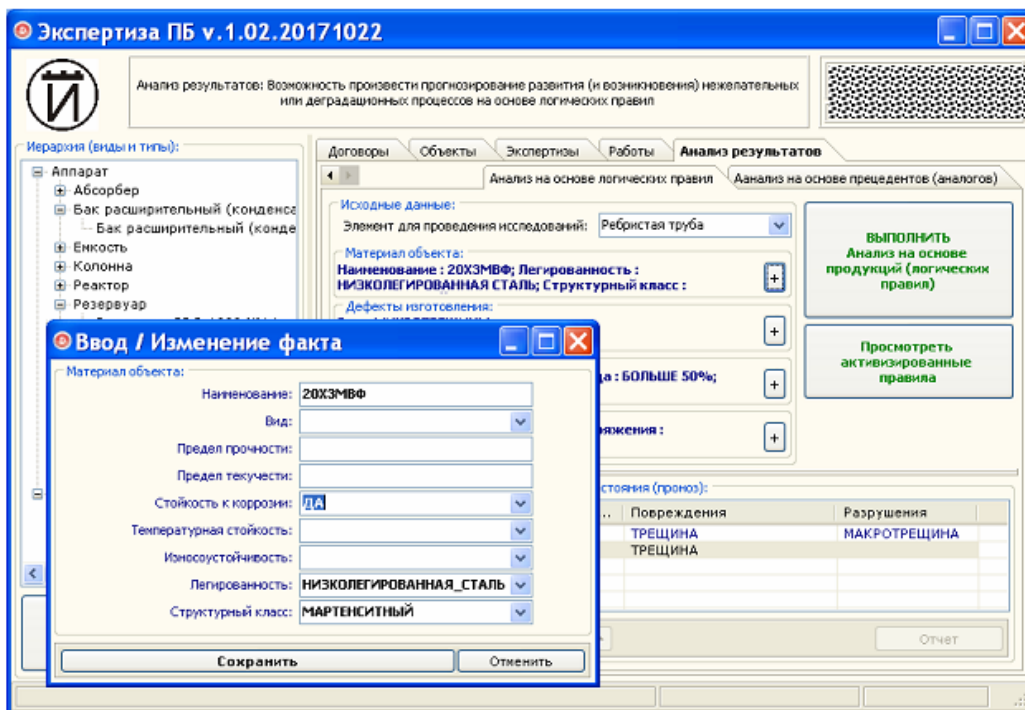 Экспертиза ПБ v.1.02.20171022
Анализ результатов: Возможность произвести прогнозирование развития (и возникновения) нежелательных
или деградационных процессов на основе логических правил
Иерархия (виды и типы):
Аппарат
Абсорбер
Бак расширительный (конденса
Бак расширительный (конде
Емкость
Колонна
Реактор
Резервуар
Договоры
Объекты
Экспертизы
Работы
Анализ результатов
Анализ на основе логических правил
Аанализ на основе прецедентов (аналогов)
Исходные данные:
Элемент для проведения исследований: Ребристая труба
Материал объекта:
Наименование : 20Х3МВФ; Легированность :
НИЗКОЛЕГИРОВАННАЯ СТАЛЬ; Структурный класс :
+
Дефекты изготовления:
+
да : БОЛЬШЕ 50%;
+
ряжения :
+
ВЫПОЛНИТЬ
Анализ на основе
продукций (логических
правил)
Просмотреть
активизированные
правила
стояния (проноз):
.. Повреждения Разрушения
ТРЕЩИНА МАКРОТРЕЩИНА
ТРЕЩИНА
Отчет
Ввод / Изменение факта
Материал объекта:
Наименование: 20Х3МВФ
Вид:
Предел прочности:
Предел текучести:
Стойкость к коррозии: ДА
Температурная стойкость:
Износоустойчивость:
Легированность: НИЗКОЛЕГИРОВАННАЯ_СТАЛЬ
Структурный класс: МАРТЕНСИТНЫЙ
Сохранить
Отменить